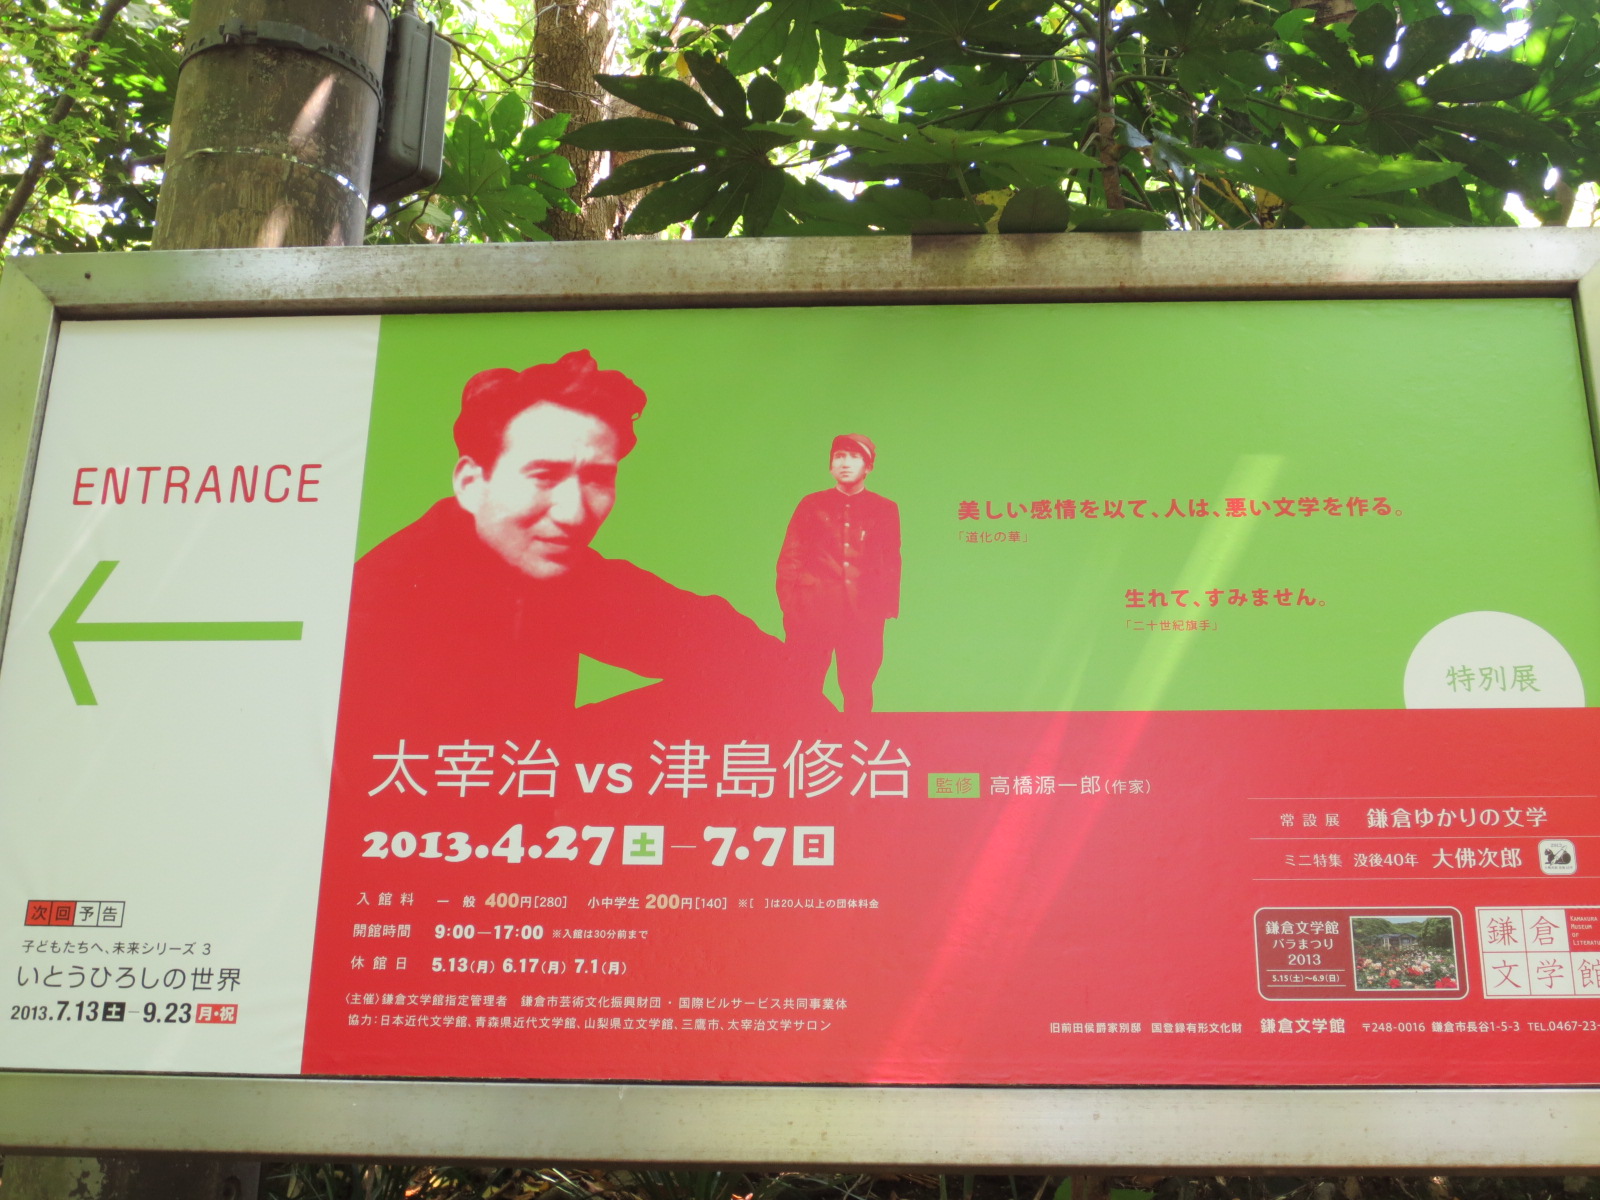 ENTRANCE
次回予告
子どもたちへ、未来シリーズ 3
いとうひろしの世界
2013.7.13土—9.23月・祝
美しい感情を以て、人は、悪い文学を作る。
「道化の華」
生れて、すみません。
「二十世紀旗手」
特別展
太宰治 vs 津島修治 監修 高橋源一郎(作家)
2013.4.27土—7.7日
入館料 一般 400円[280] 小中学生 200円[140] ※[ ]は20人以上の団体料金
開館時間 9:00—17:00 ※入館は30分前まで
休館日 5.13(月) 6.17(月) 7.1(月)
〈主催〉鎌倉文学館指定管理者 鎌倉市芸術文化振興財団・国際ビルサービス共同事業体
協力:日本近代文学館、青森県近代文学館、山梨県立文学館、三鷹市、太宰治文学サロン
常設展 鎌倉ゆかりの文学
ミニ特集 没後40年 大佛次郎
鎌倉文学館
バラまつり
2013
5.15(土)〜6.9(日)
鎌倉
文学館
KAMAKURA
MUSEUM
OF
LITERATU
旧前田侯爵家別邸 国登録有形文化財 鎌倉文学館 〒248-0016 鎌倉市長谷1-5-3 TEL.0467-23-